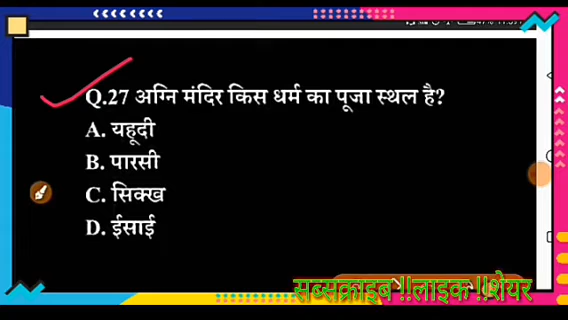 Q.27 अग्नि मंदिर किस धर्म का पूजा स्थल है?
A. यहूदी
B. पारसी
C. सिक्ख
D. ईसाई
सब्सक्राइब !!लाइक !!शेयर